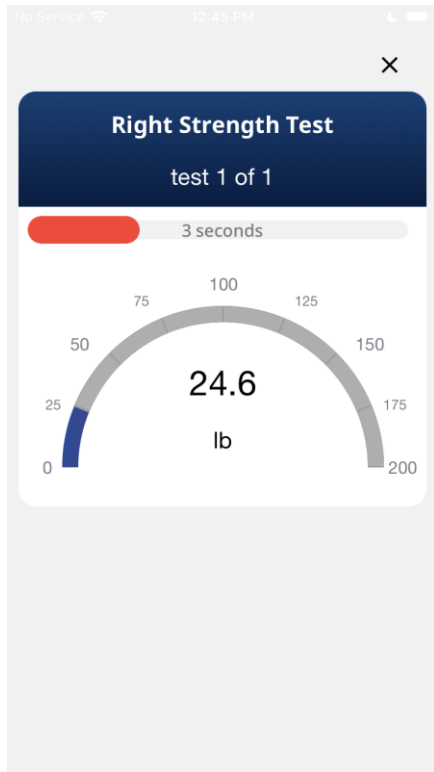 No Service 12:45 PM
Right Strength Test
test 1 of 1
3 seconds
100
75 125
50 150
24.6
25 175
lb
0 200